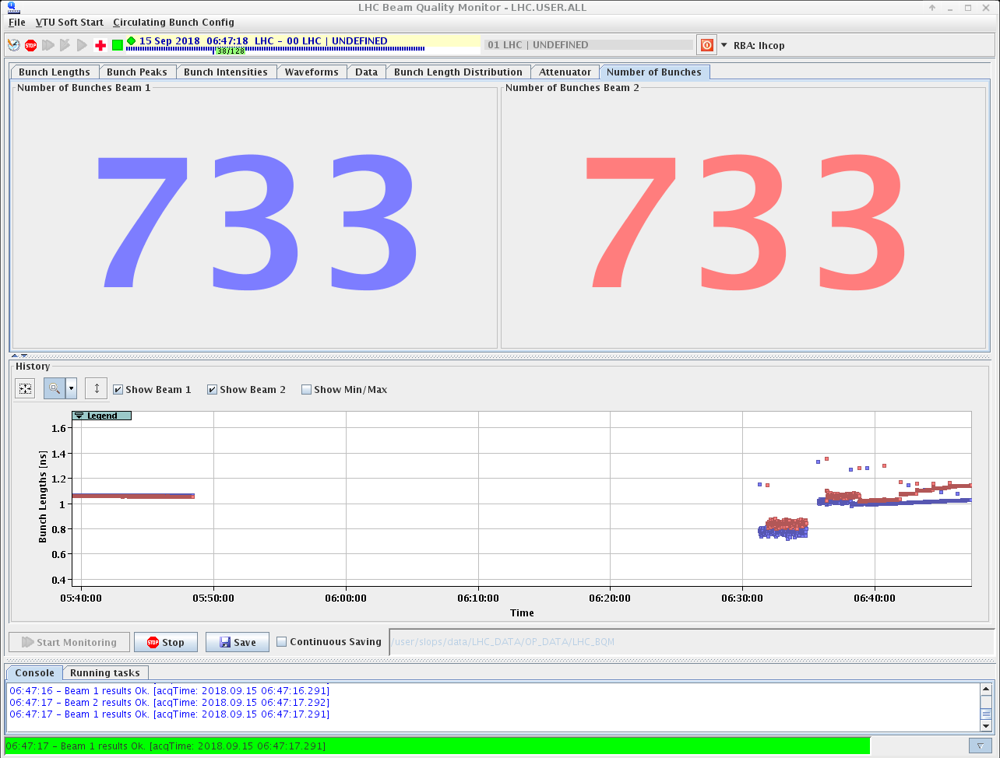 LHC Beam Quality Monitor - LHC.USER.ALL
File VTU Soft Start Circulating Bunch Config
STOP 15 Sep 2018 06:47:18 LHC - 00 LHC | UNDEFINED 01 LHC | UNDEFINED RBA: lhcop
38/128
Bunch Lengths Bunch Peaks Bunch Intensities Waveforms Data Bunch Length Distribution Attenuator Number of Bunches
Number of Bunches Beam 1 Number of Bunches Beam 2
733 733
History
Show Beam 1 Show Beam 2 Show Min/Max
Legend
1.6
1.4
1.2
1
0.8
0.6
0.4
Bunch Lengths [ns]
05:40:00 05:50:00 06:00:00 06:10:00 06:20:00 06:30:00 06:40:00
Time
Start Monitoring STOP Stop Save Continuous Saving /user/slops/data/LHC_DATA/OP_DATA/LHC_BQM
Console Running tasks
06:47:16 - Beam 1 results Ok. [acqTime: 2018.09.15 06:47:16.291]
06:47:17 - Beam 2 results Ok. [acqTime: 2018.09.15 06:47:17.292]
06:47:17 - Beam 1 results Ok. [acqTime: 2018.09.15 06:47:17.291]
06:47:17 - Beam 1 results Ok. [acqTime: 2018.09.15 06:47:17.291]